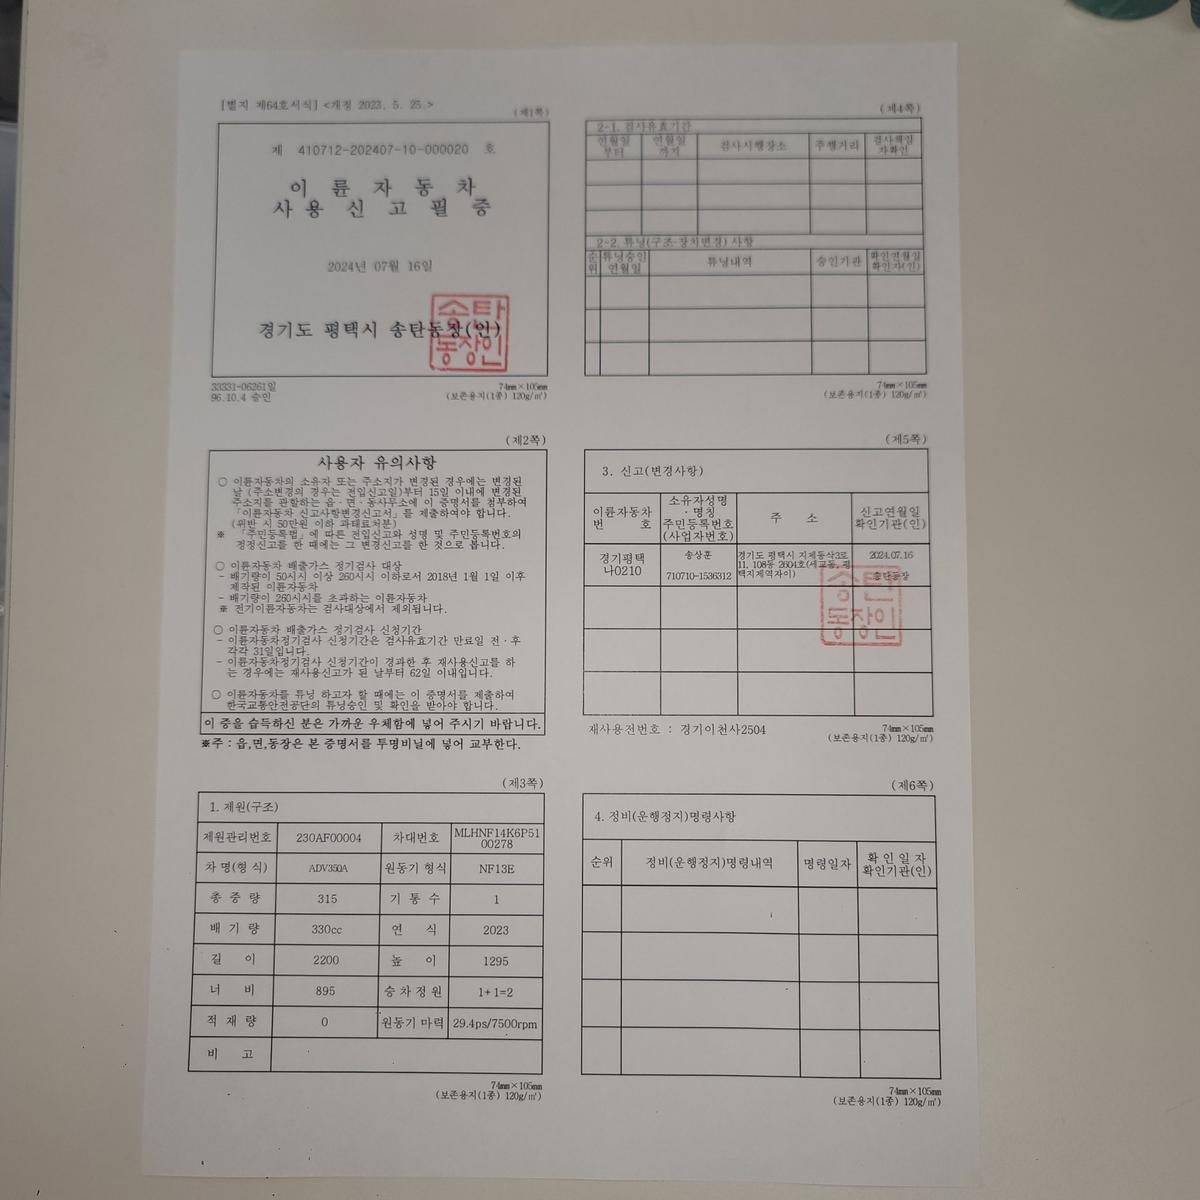 [별지 제64호서식] <개정 2023. 5. 25.>
(제1쪽)
제 410712-202407-10-000020 호
이 륜 자 동 차
사 용 신 고 필 증
2024년 07월 16일
경기도 평택시 송탄동장(인)
송탄
동장인
33331-06261일
96.10.4 승인
74㎜×105㎜
(보존용지(1종) 120g/㎡)
(제2쪽)
사용자 유의사항
○ 이륜자동차의 소유자 또는 주소지가 변경된 경우에는 변경된
날 (주소변경의 경우는 전입신고일)부터 15일 이내에 변경된
주소지를 관할하는 읍·면·동사무소에 이 증명서를 첨부하여
「이륜자동차 신고사항변경신고서」를 제출하여야 합니다.
(위반 시 50만원 이하 과태료처분)
※ 「주민등록법」에 따른 전입신고와 성명 및 주민등록번호의
정정신고를 한 때에는 그 변경신고를 한 것으로 봅니다.
○ 이륜자동차 배출가스 정기검사 대상
- 배기량이 50시시 이상 260시시 이하로서 2018년 1월 1일 이후
제작된 이륜자동차
- 배기량이 260시시를 초과하는 이륜자동차
※ 전기이륜자동차는 검사대상에서 제외됩니다.
○ 이륜자동차 배출가스 정기검사 신청기간
- 이륜자동차정기검사 신청기간은 검사유효기간 만료일 전·후
각각 31일입니다.
- 이륜자동차정기검사 신청기간이 경과한 후 재사용신고를 하
는 경우에는 재사용신고가 된 날부터 62일 이내입니다.
○ 이륜자동차를 튜닝 하고자 할 때에는 이 증명서를 제출하여
한국교통안전공단의 튜닝승인 및 확인을 받아야 합니다.
이 증을 습득하신 분은 가까운 우체함에 넣어 주시기 바랍니다.
※주 : 읍,면,동장은 본 증명서를 투명비닐에 넣어 교부한다.
(제3쪽)
1. 제원(구조)
제원관리번호 230AF00004 차대번호 MLHNF14K6P51
00278
차 명(형 식) ADV350A 원동기 형식 NF13E
총 중 량 315 기 통 수 1
배 기 량 330cc 연 식 2023
길 이 2200 높 이 1295
너 비 895 승 차 정 원 1+1=2
적 재 량 0 원동기 마력 29.4ps/7500rpm
비 고
74㎜×105㎜
(보존용지(1종) 120g/㎡)
(제4쪽)
2-1. 검사유효기간
연월일
부터
연월일
까지
검사시행장소
주행거리
검사책임
자확인
2-2. 튜닝(구조·장치변경) 사항
순
위
튜닝승인
연월일
튜닝내역
승인기관
확인연월일
확인자(인)
74㎜×105㎜
(보존용지(1종) 120g/㎡)
(제5쪽)
3. 신고(변경사항)
이륜자동차
번 호
소유자성명
·명칭
주민등록번호
(사업자번호)
주 소
신고연월일
확인기관(인)
경기평택
나0210
송상훈
710710-1536312
경기도 평택시 지제동삭3로
11, 108동 2604호(세교동, 평
택지제역자이)
2024.07.16
송탄동장
송탄
동장인
재사용전번호 : 경기이천사2504
74㎜×105㎜
(보존용지(1종) 120g/㎡)
(제6쪽)
4. 정비(운행정지)명령사항
순위
정비(운행정지)명령내역
명령일자
확 인 일 자
확인기관(인)
74㎜×105㎜
(보존용지(1종) 120g/㎡)